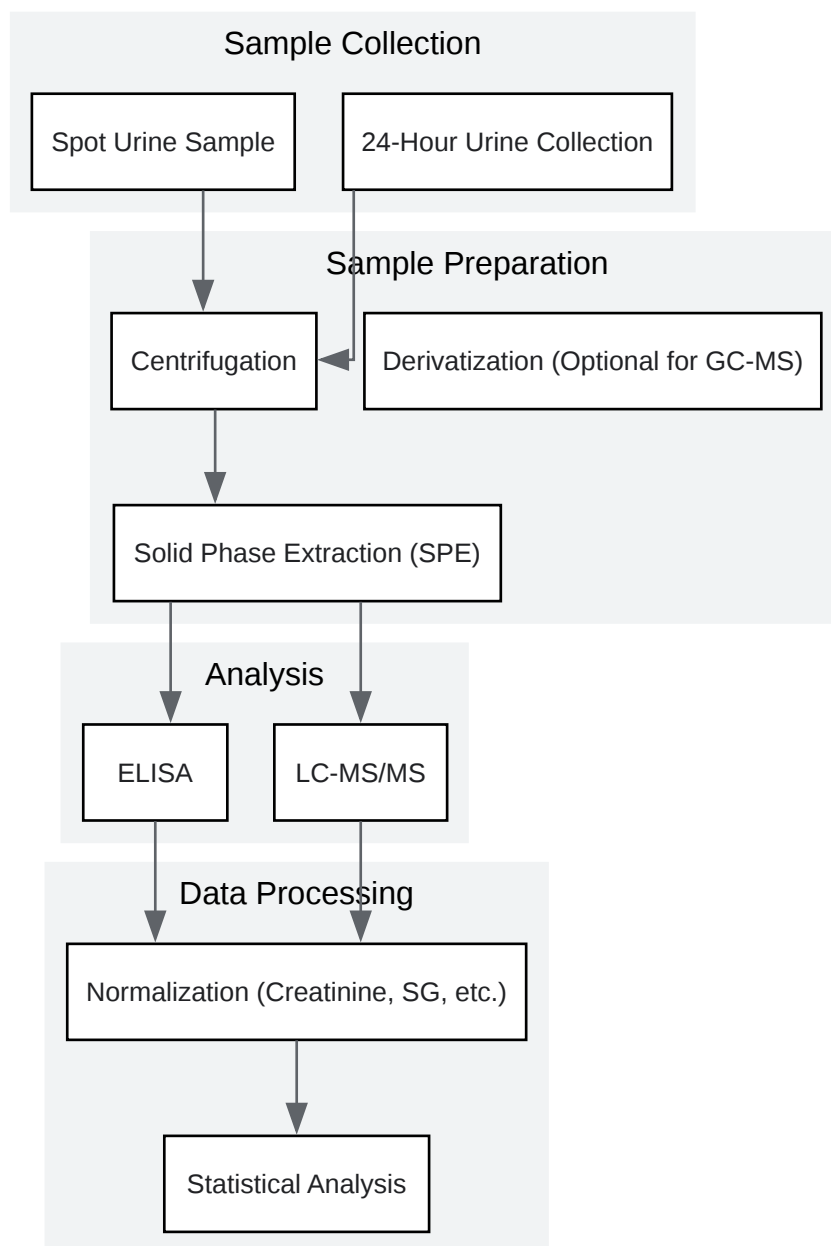 Sample Collection
Spot Urine Sample
24-Hour Urine Collection
Sample Preparation
Centrifugation
Derivatization (Optional for GC-MS)
Solid Phase Extraction (SPE)
Analysis
ELISA
LC-MS/MS
Data Processing
Normalization (Creatinine, SG, etc.)
Statistical Analysis